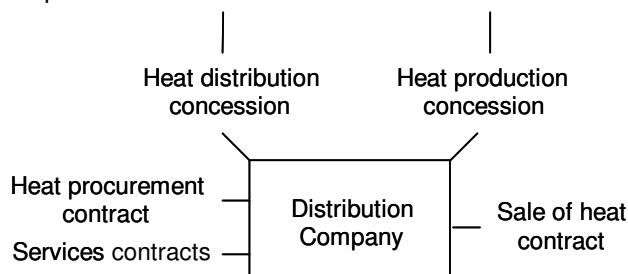 Heat distribution
concession
Heat production
concession
Heat procurement
contract
Services contracts
Distribution
Company
Sale of heat
contract